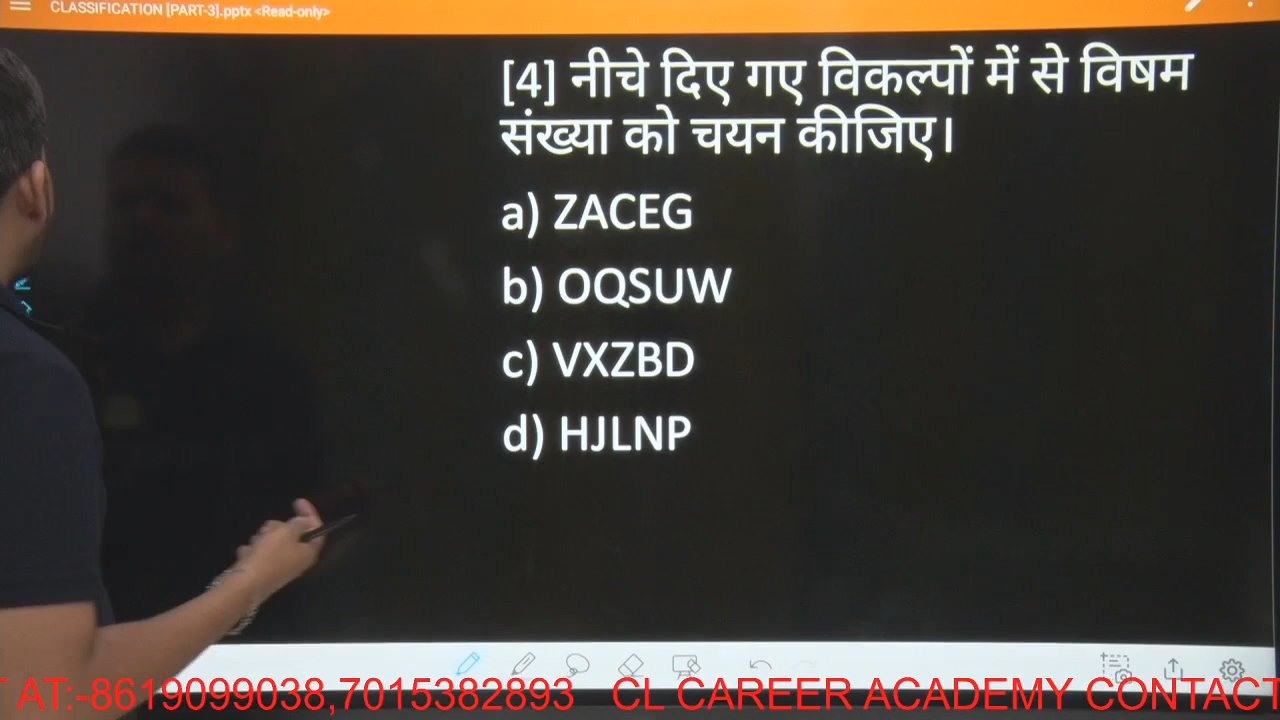 CLASSIFICATION [PART-3].pptx <Read-only>
[4] नीचे दिए गए विकल्पों में से विषम
संख्या को चयन कीजिए।
a) ZACEG
b) OQSUW
c) VXZBD
d) HJLNP
T AT:-8619099038,7015382893 CL CAREER ACADEMY CONTACT